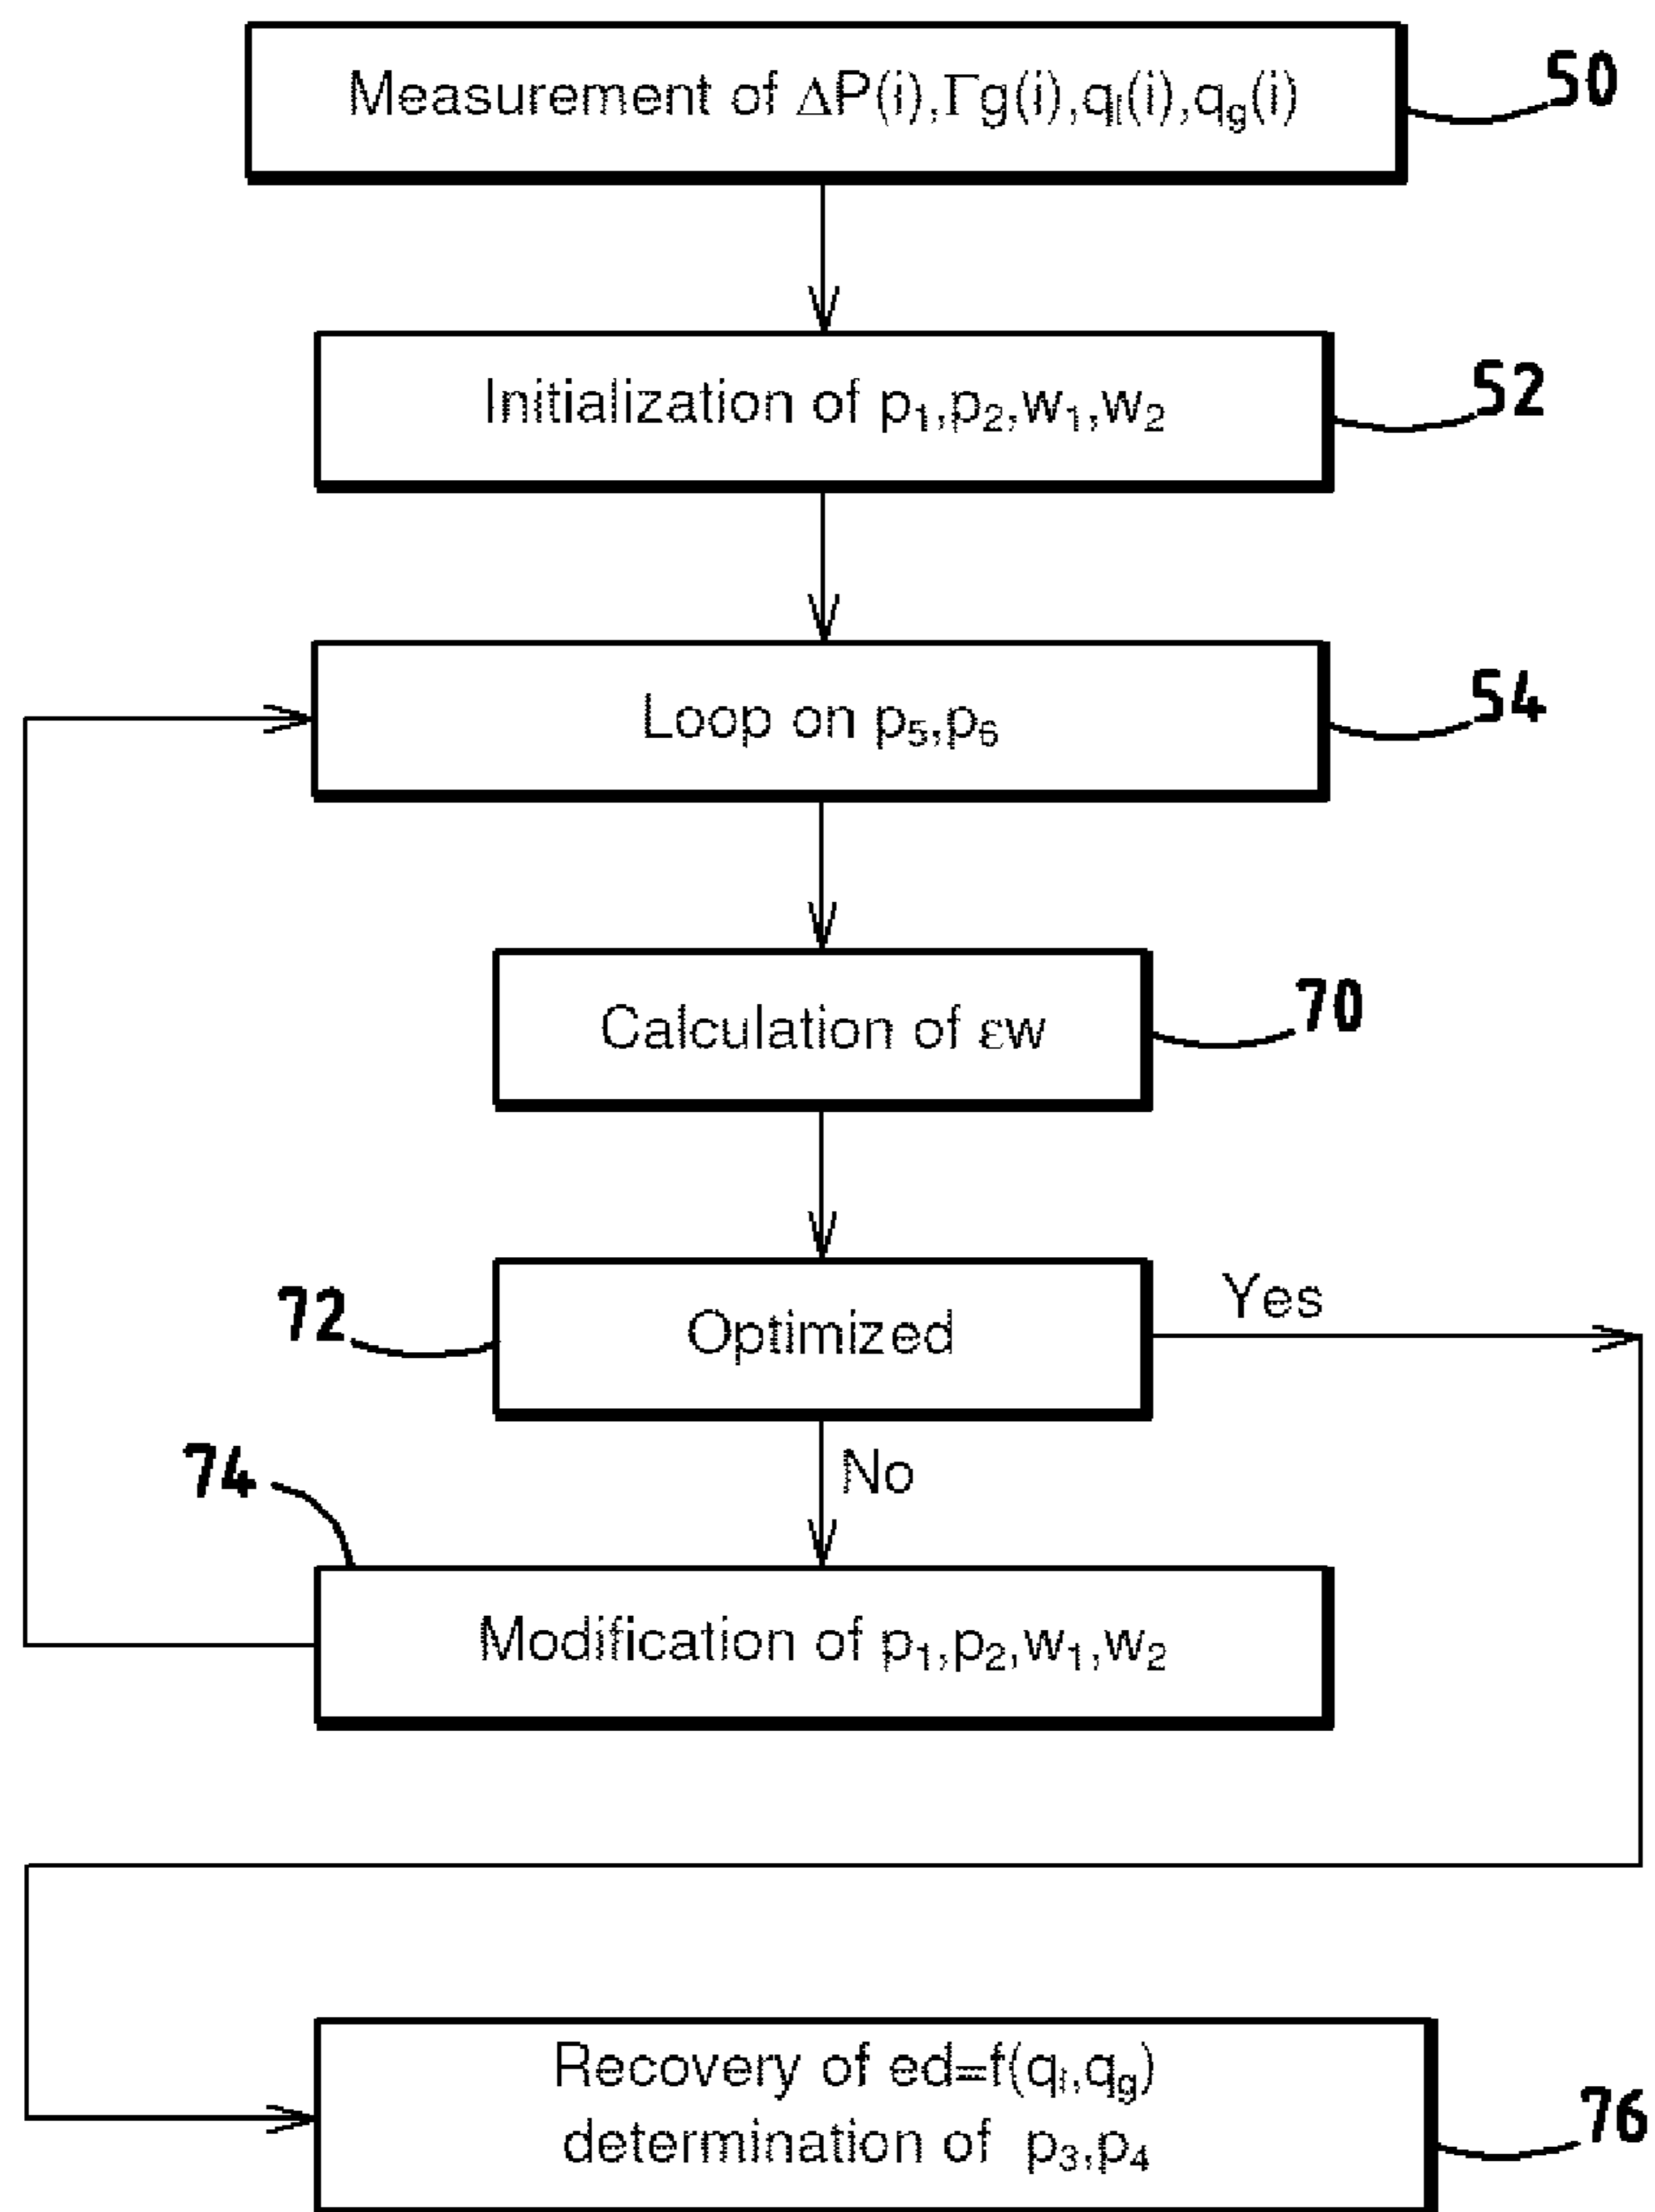 Measurement of ΔP(i),Γg(i),qₗ(i),q_g(i)
50
Initialization of p₁,p₂,w₁,w₂
52
Loop on p₅,p₆
54
Calculation of εw
70
72
Optimized
Yes
No
74
Modification of p₁,p₂,w₁,w₂
Recovery of ed=f(qₗ,q_g)
determination of p₃,p₄
76